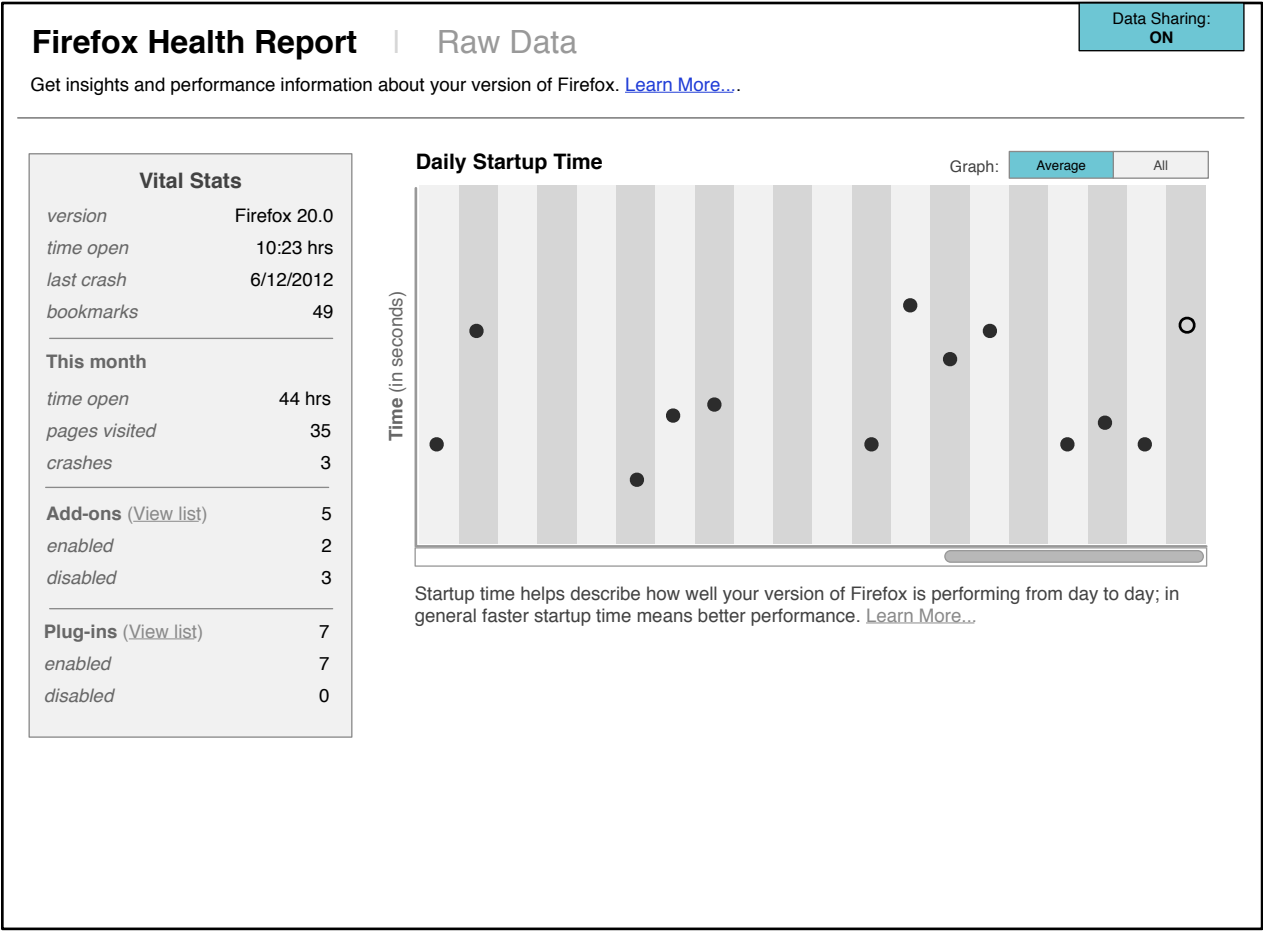 Firefox Health Report | Raw Data
Data Sharing:
ON
Get insights and performance information about your version of Firefox. Learn More....
Vital Stats
version Firefox 20.0
time open 10:23 hrs
last crash 6/12/2012
bookmarks 49
This month
time open 44 hrs
pages visited 35
crashes 3
Add-ons (View list) 5
enabled 2
disabled 3
Plug-ins (View list) 7
enabled 7
disabled 0
Daily Startup Time
Graph: Average All
Time (in seconds)
Startup time helps describe how well your version of Firefox is performing from day to day; in
general faster startup time means better performance. Learn More...